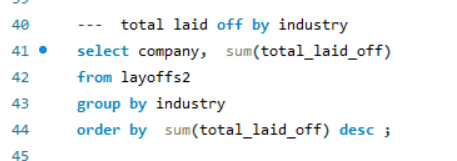 40 --- total laid off by industry
41 select company, sum(total_laid_off)
42 from layoffs2
43 group by industry
44 order by sum(total_laid_off) desc ;
45